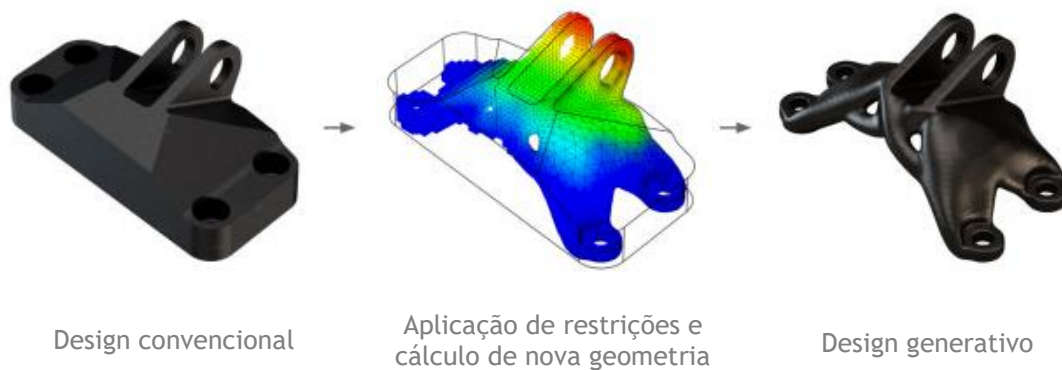 Design convencional
Aplicação de restrições e
cálculo de nova geometria
Design generativo